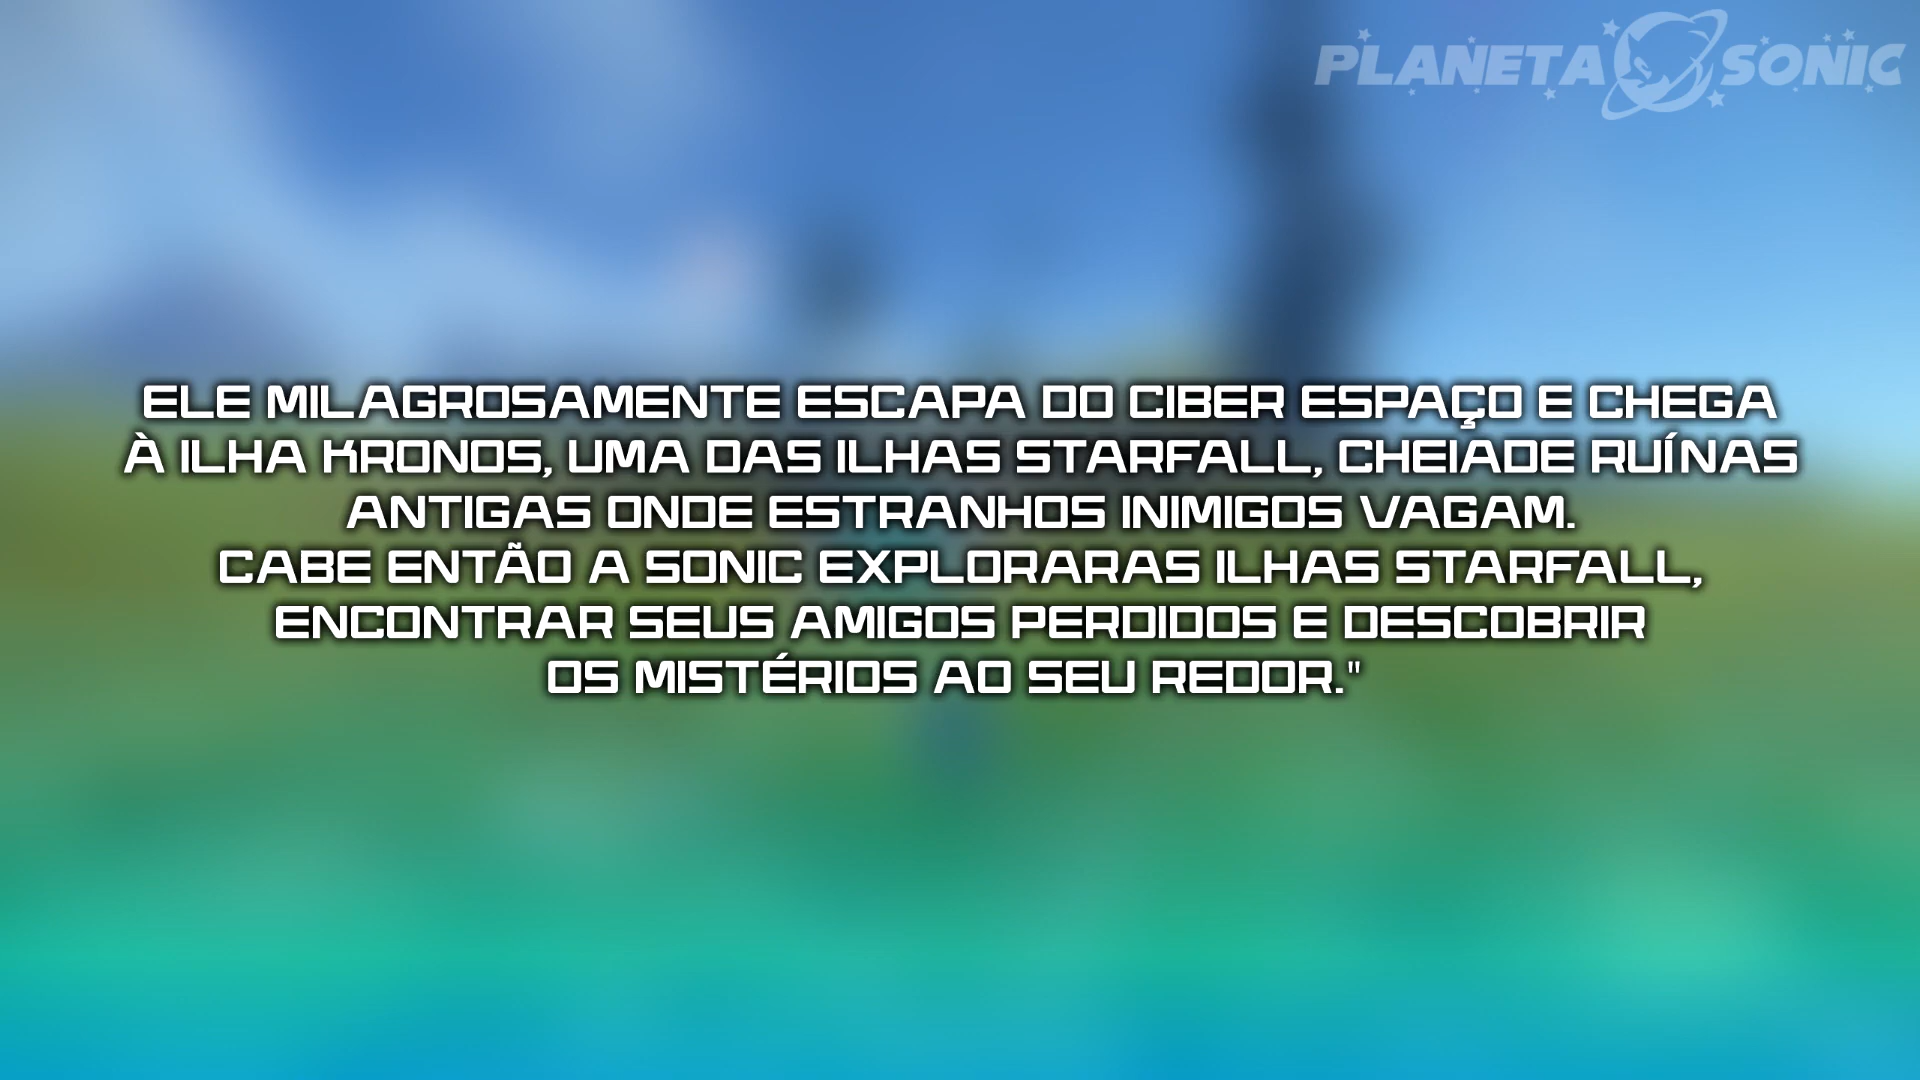 PLANETA SONIC
ELE MILAGROSAMENTE ESCAPA DO CIBER ESPAÇO E CHEGA
À ILHA KRONOS, UMA DAS ILHAS STARFALL, CHEIADE RUÍNAS
ANTIGAS ONDE ESTRANHOS INIMIGOS VAGAM.
CABE ENTÃO A SONIC EXPLORARAS ILHAS STARFALL,
ENCONTRAR SEUS AMIGOS PERDIDOS E DESCOBRIR
OS MISTÉRIOS AO SEU REDOR."